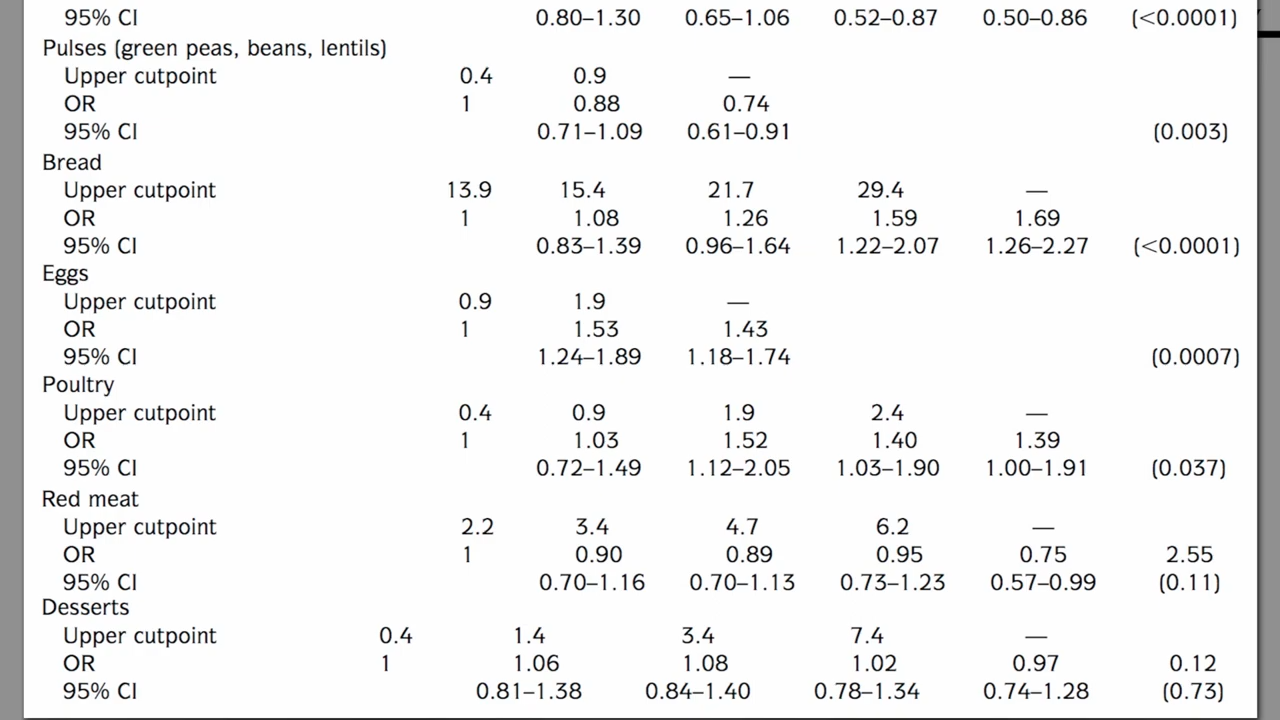 95% CI 0.80–1.30 0.65–1.06 0.52–0.87 0.50–0.86 (<0.0001)
Pulses (green peas, beans, lentils)
Upper cutpoint 0.4 0.9 —
OR 1 0.88 0.74
95% CI 0.71–1.09 0.61–0.91 (0.003)
Bread
Upper cutpoint 13.9 15.4 21.7 29.4 —
OR 1 1.08 1.26 1.59 1.69
95% CI 0.83–1.39 0.96–1.64 1.22–2.07 1.26–2.27 (<0.0001)
Eggs
Upper cutpoint 0.9 1.9 —
OR 1 1.53 1.43
95% CI 1.24–1.89 1.18–1.74 (0.0007)
Poultry
Upper cutpoint 0.4 0.9 1.9 2.4 —
OR 1 1.03 1.52 1.40 1.39
95% CI 0.72–1.49 1.12–2.05 1.03–1.90 1.00–1.91 (0.037)
Red meat
Upper cutpoint 2.2 3.4 4.7 6.2 —
OR 1 0.90 0.89 0.95 0.75 2.55
95% CI 0.70–1.16 0.70–1.13 0.73–1.23 0.57–0.99 (0.11)
Desserts
Upper cutpoint 0.4 1.4 3.4 7.4 —
OR 1 1.06 1.08 1.02 0.97 0.12
95% CI 0.81–1.38 0.84–1.40 0.78–1.34 0.74–1.28 (0.73)